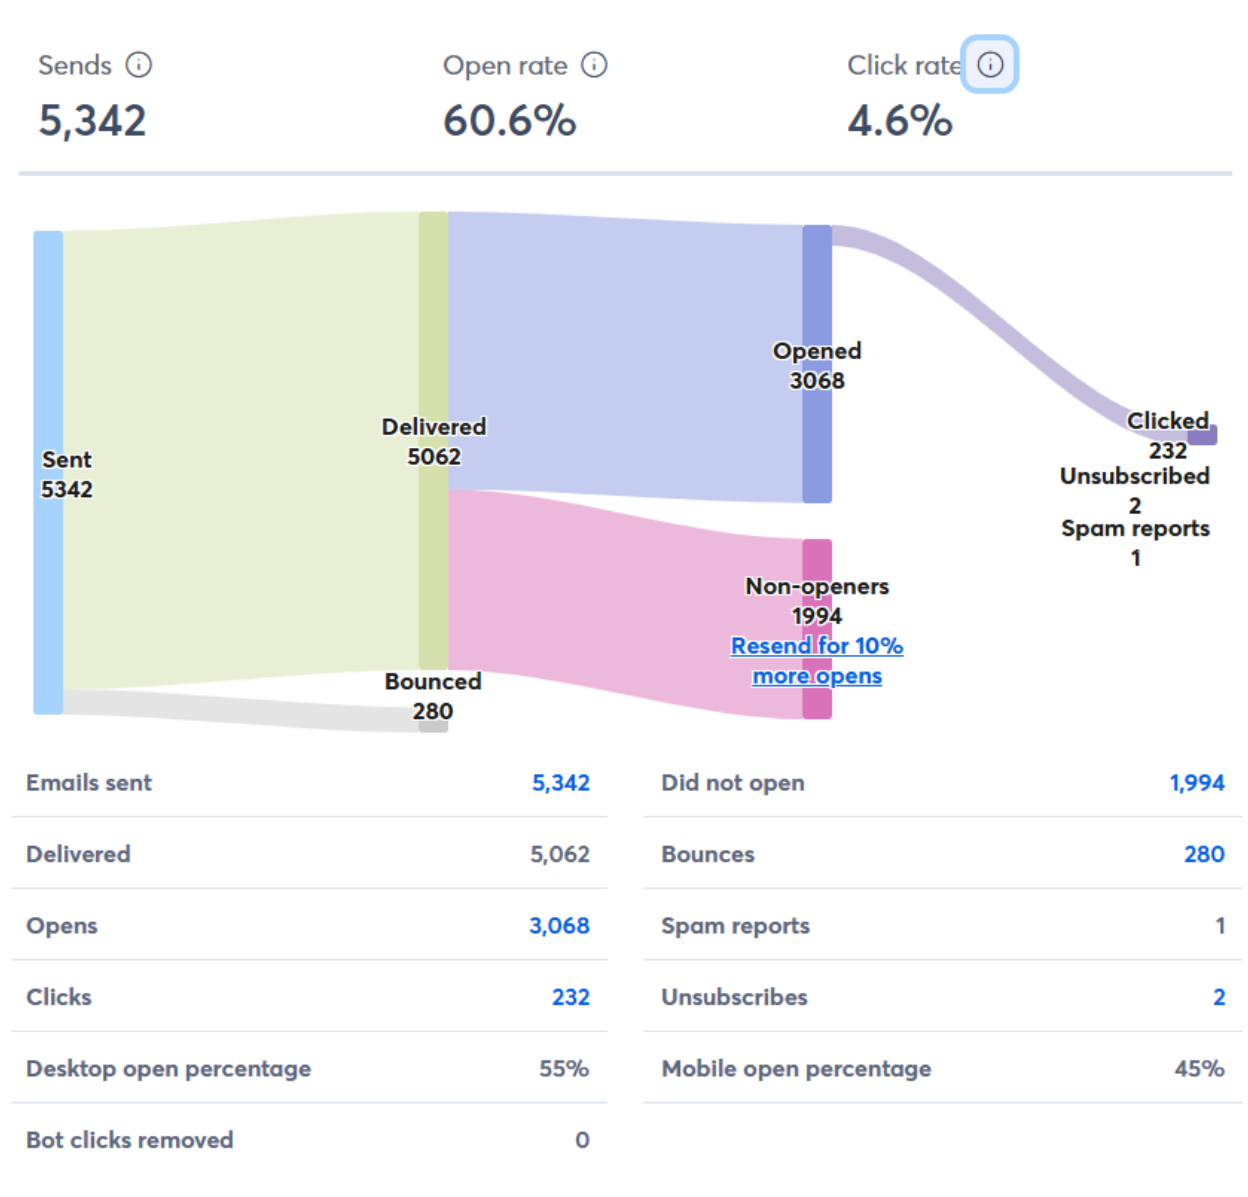 Sends
Open rate
Click rate
5,342
60.6%
4.6%
Opened
3068
Clicked
232
Delivered
5062
Sent
5342
Unsubscribed
2
Spam reports
1
Non-openers
1994
Resend for 10%
more opens
Bounced
280
Emails sent 5,342
Did not open 1,994
Delivered 5,062
Bounces 280
Opens 3,068
Spam reports 1
Clicks 232
Unsubscribes 2
Desktop open percentage 55%
Mobile open percentage 45%
Bot clicks removed 0